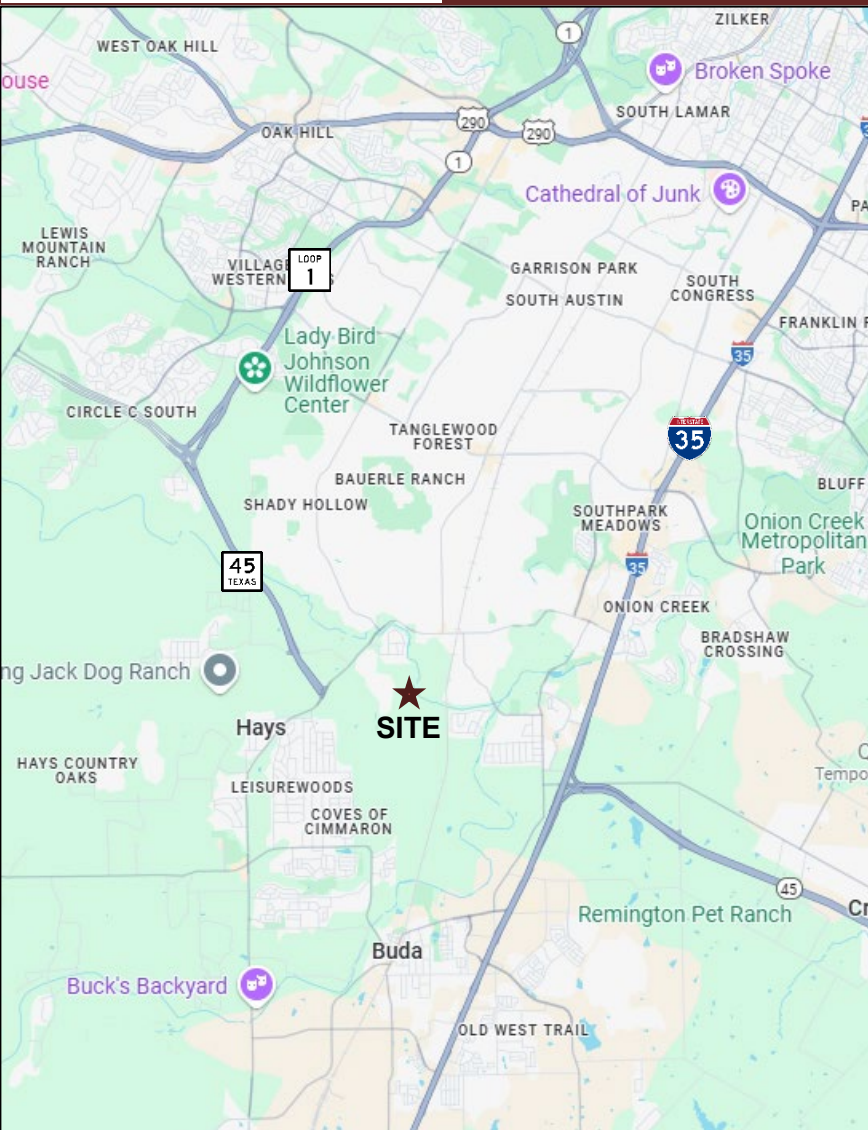 ZILKER
WEST OAK HILL
1
Broken Spoke
ouse
SOUTH LAMAR
290
290
OAK HILL
1
Cathedral of Junk
PA
LEWIS
MOUNTAIN
RANCH
LOOP
1
VILLAGE
WESTERN
S
GARRISON PARK
SOUTH
CONGRESS
SOUTH AUSTIN
FRANKLIN
Lady Bird
Johnson
Wildflower
Center
35
CIRCLE C SOUTH
TANGLEWOOD
FOREST
INTERSTATE
35
BAUERLE RANCH
BLUFF
SHADY HOLLOW
SOUTHPARK
MEADOWS
Onion Creek
Metropolitan
Park
45
TEXAS
35
ONION CREEK
BRADSHAW
CROSSING
ng Jack Dog Ranch
SITE
Hays
HAYS COUNTRY
OAKS
Tempo
LEISUREWOODS
COVES OF
CIMMARON
45
Remington Pet Ranch
Cr
Buda
Buck's Backyard
OLD WEST TRAIL